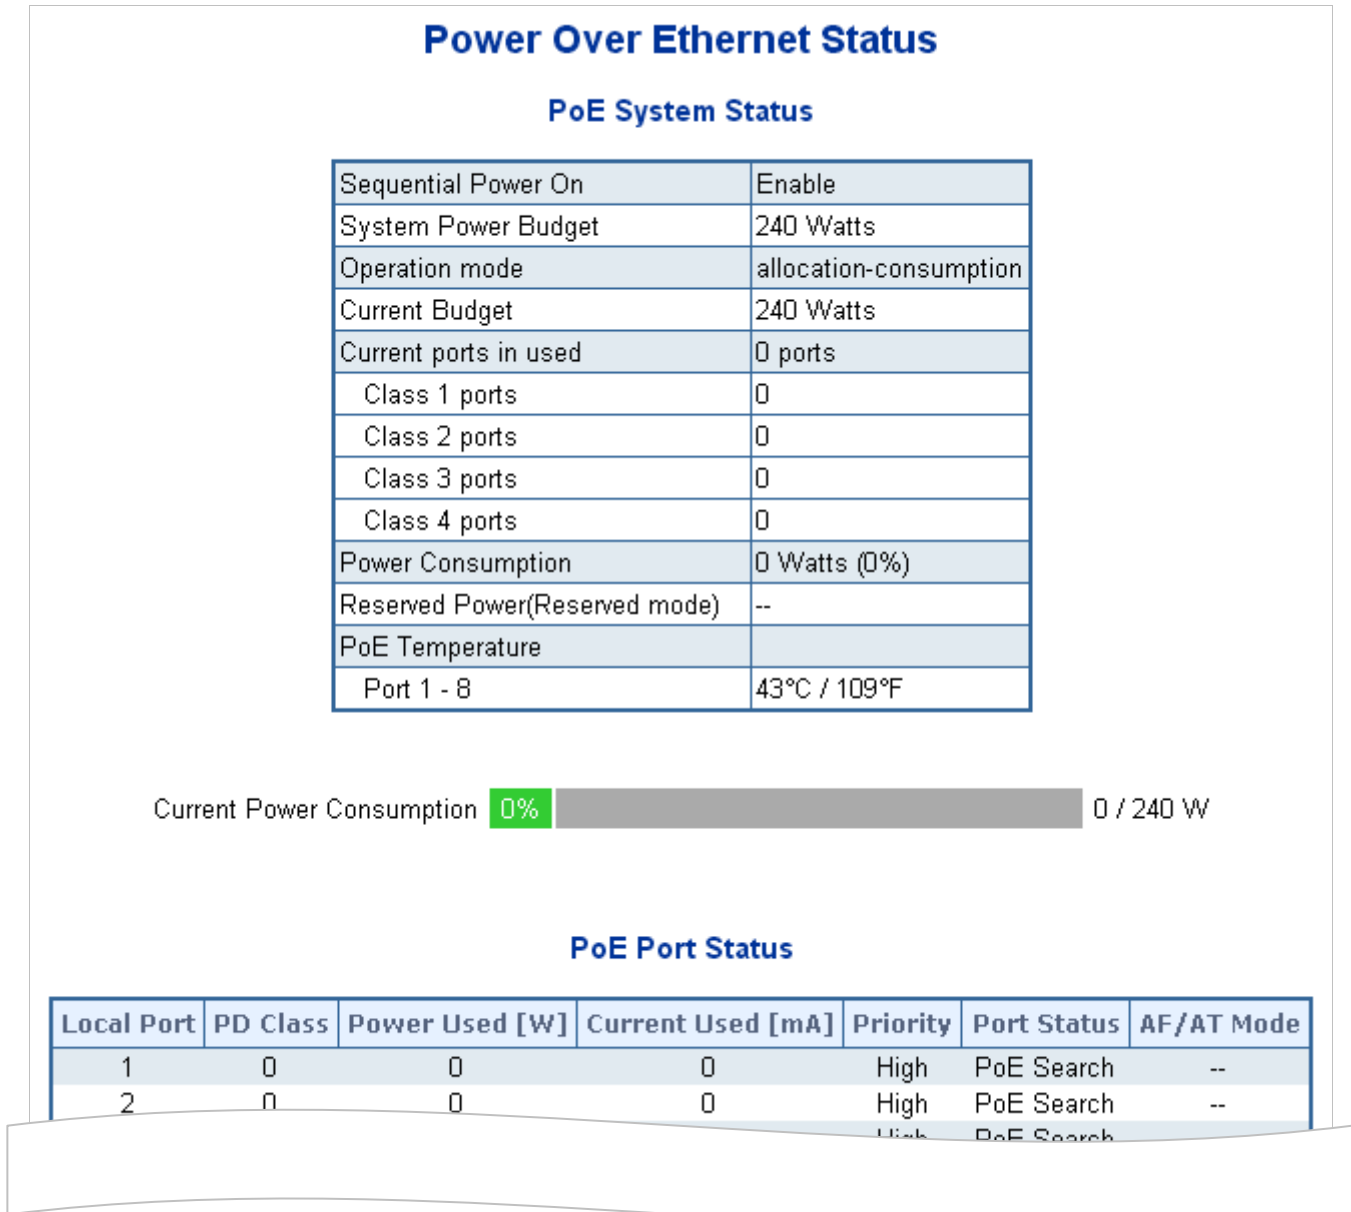 Power Over Ethernet Status
PoE System Status
Sequential Power On Enable
System Power Budget 240 Watts
Operation mode allocation-consumption
Current Budget 240 Watts
Current ports in used 0 ports
Class 1 ports 0
Class 2 ports 0
Class 3 ports 0
Class 4 ports 0
Power Consumption 0 Watts (0%)
Reserved Power(Reserved mode) --
PoE Temperature
Port 1 - 8 43°C / 109°F
Current Power Consumption 0% 0 / 240 W
PoE Port Status
Local Port PD Class Power Used [W] Current Used [mA] Priority Port Status AF/AT Mode
1 0 0 0 High PoE Search --
2 0 0 0 High PoE Search --
High PoE Search